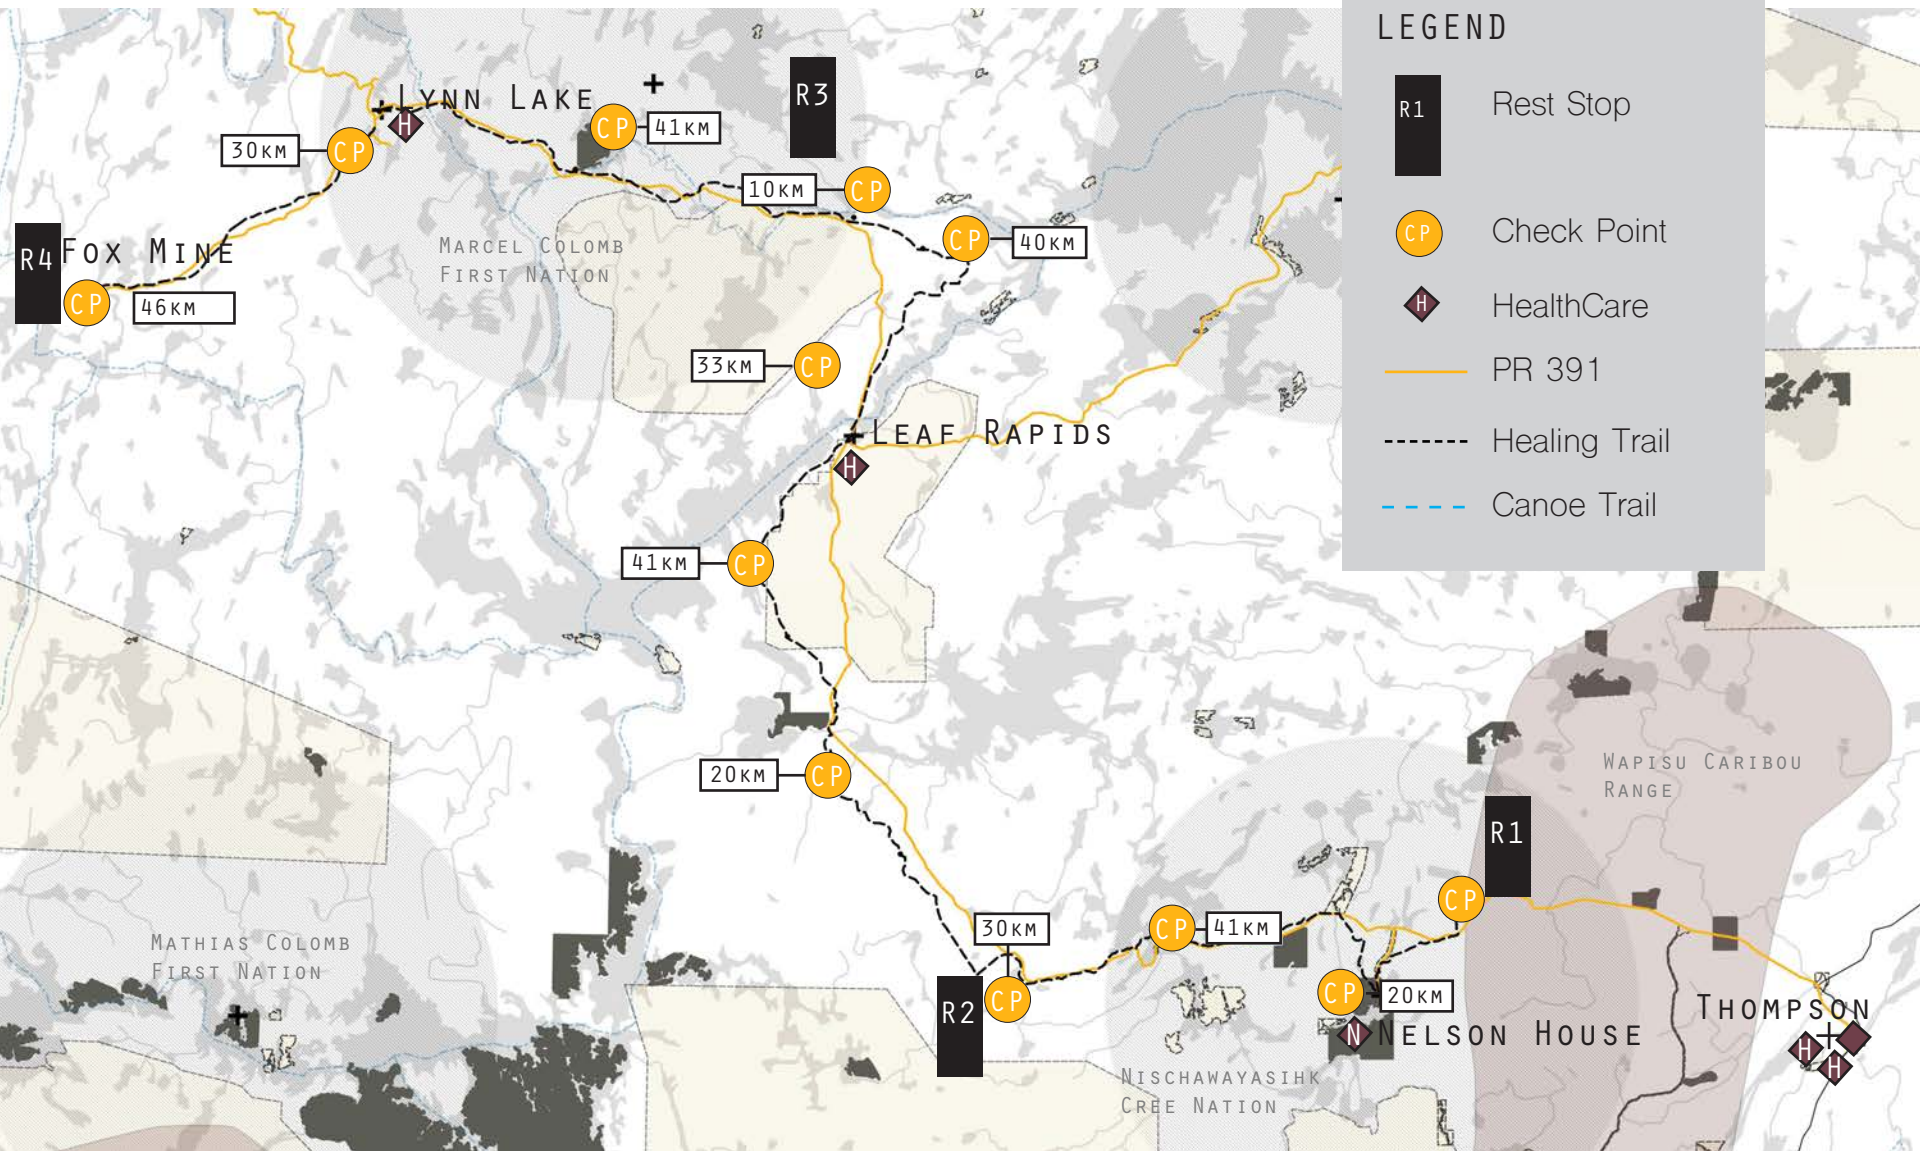 LEGEND
R1
Rest Stop
CP
Check Point
H
HealthCare
PR 391
Healing Trail
Canoe Trail
LYNN LAKE
H
30KM
CP
CP
41KM
R3
10KM
CP
CP
40KM
R4
FOX MINE
CP
46KM
MARCEL COLOMB
FIRST NATION
33KM
CP
LEAF RAPIDS
H
41KM
CP
20KM
CP
WAPISU CARIBOU
RANGE
R1
CP
30KM
CP
41KM
R2
CP
CP
20KM
N
NELSON HOUSE
THOMPSON
H
H
MATHIAS COLOMB
FIRST NATION
NISCHAWAYASIHK
CREE NATION